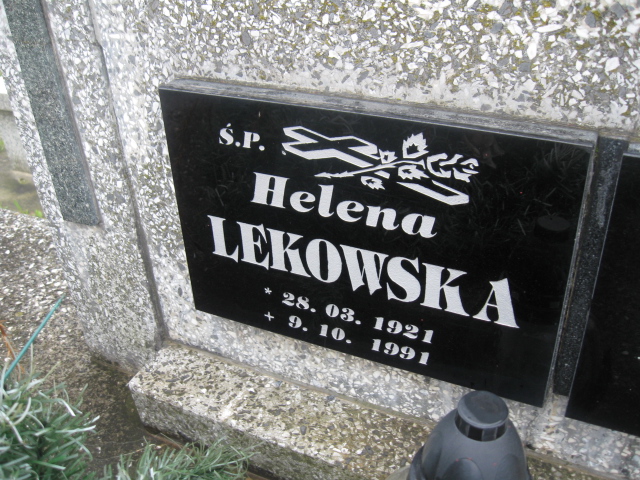 Ś.P.
Helena
LEKOWSKA
* 28. 03. 1921
+ 9. 10. 1991